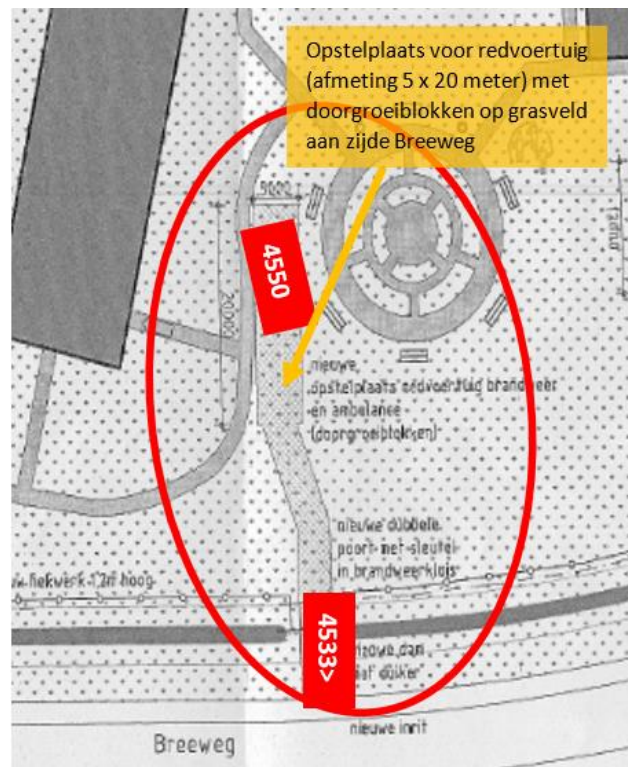 Opstelplaats voor redvoertuig
(afmeting 5 x 20 meter) met
doorgroeiblokken op grasveld
aan zijde Breeweg
4550
20000
nieuwe
opstelplaats redvoertuig brandweer
en ambulance
(doorgroeiblokken)
nieuwe dubbele
poort met sleutel
in brandweerkluis
hekwerk 1.2m hoog
4533>
nieuwe dam
met duiker
nieuwe inrit
Breeweg